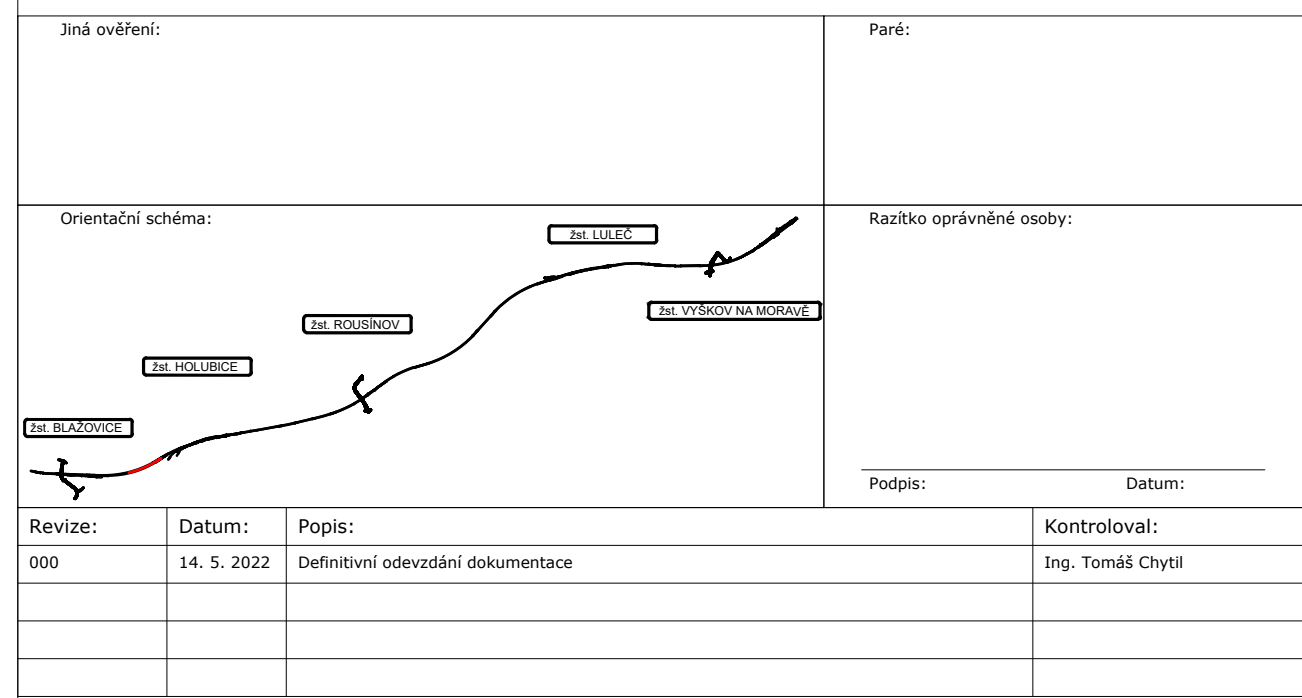 Jiná ověření:
Paré:
Orientační schéma:
Razítko oprávněné osoby:
žst. LULEČ
žst. VYŠKOV NA MORAVĚ
žst. ROUSÍNOV
žst. HOLUBICE
žst. BLAŽOVICE
Podpis: Datum:
Revize: Datum: Popis: Kontroloval:
000 14. 5. 2022 Definitivní odevzdání dokumentace Ing. Tomáš Chytil